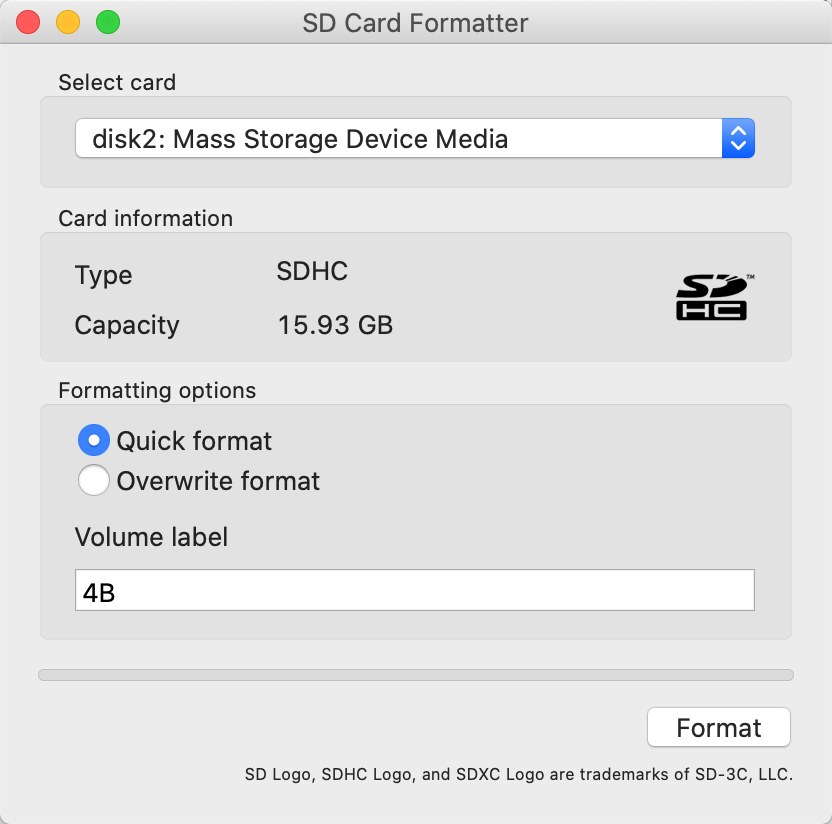 SD Card Formatter
Select card
disk2: Mass Storage Device Media
Card information
Type SDHC
SD HC ™
Capacity 15.93 GB
Formatting options
Quick format
Overwrite format
Volume label
4B
Format
SD Logo, SDHC Logo, and SDXC Logo are trademarks of SD-3C, LLC.